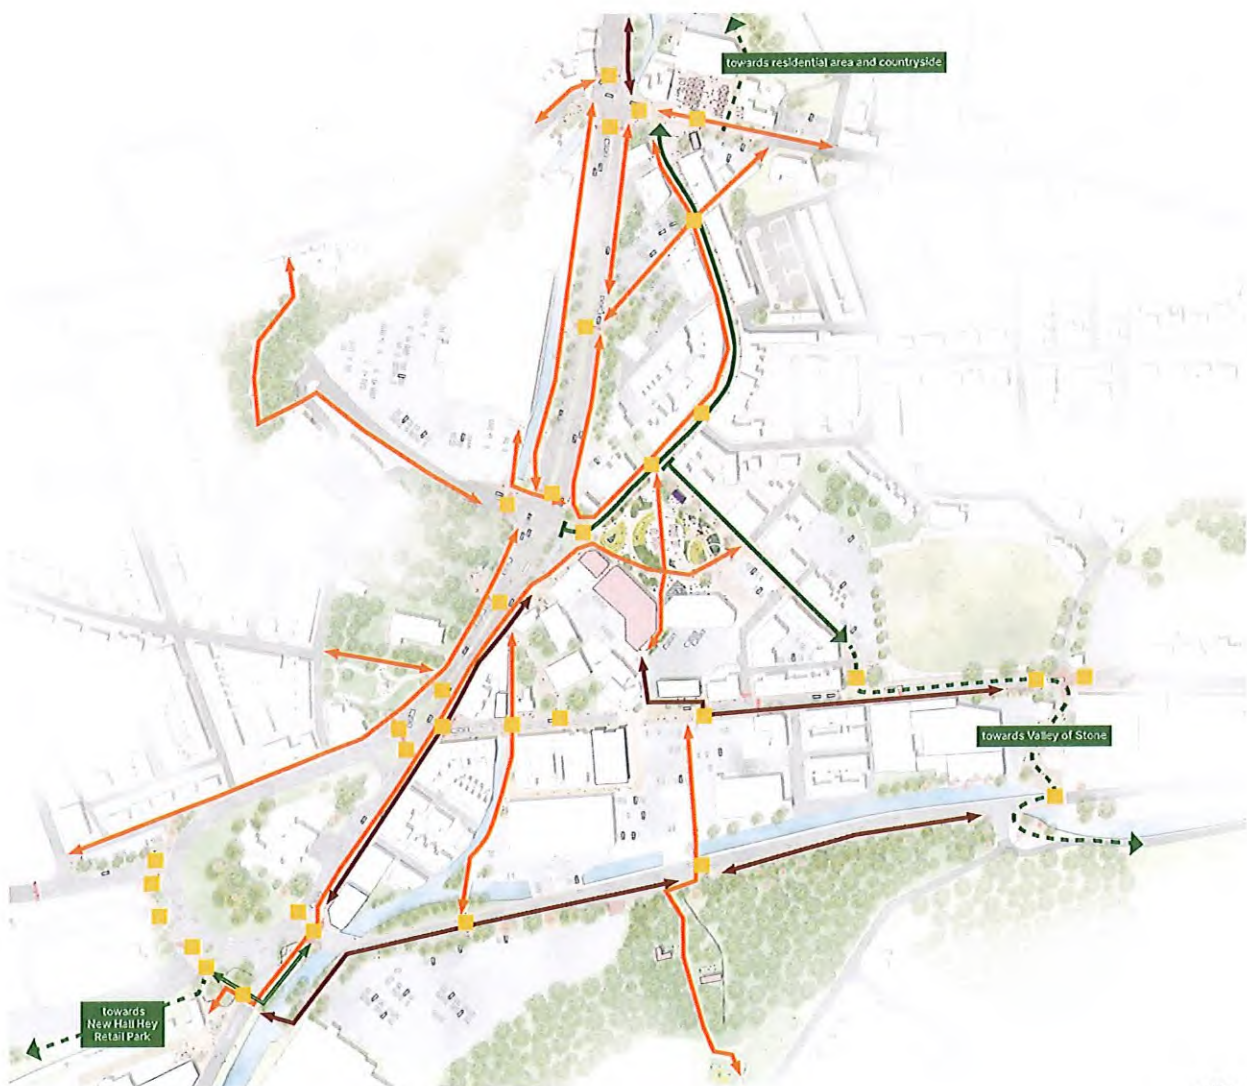 towards residential area and countryside
towards Valley of Stone
towards
New Hall Hey
Retail Park